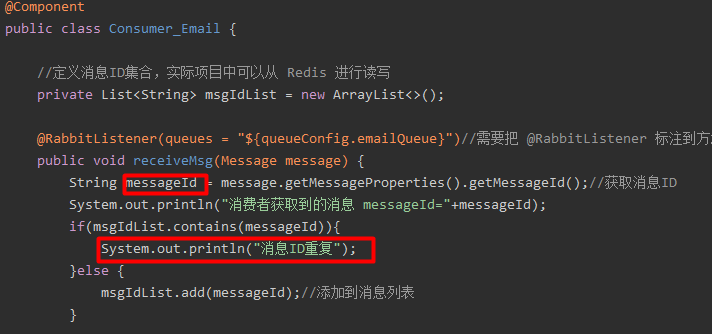 @Component
public class Consumer_Email {
//定义消息ID集合，实际项目中可以从 Redis 进行读写
private List<String> msgIdList = new ArrayList<>();
@RabbitListener(queues = "${queueConfig.emailQueue}")//需要把 @RabbitListener 标注到方
public void receiveMsg(Message message) {
String messageId = message.getMessageProperties().getMessageId();//获取消息ID
System.out.println("消费者获取到的消息 messageId="+messageId);
if(msgIdList.contains(messageId)){
System.out.println("消息ID重复");
}else {
msgIdList.add(messageId);//添加到消息列表
}